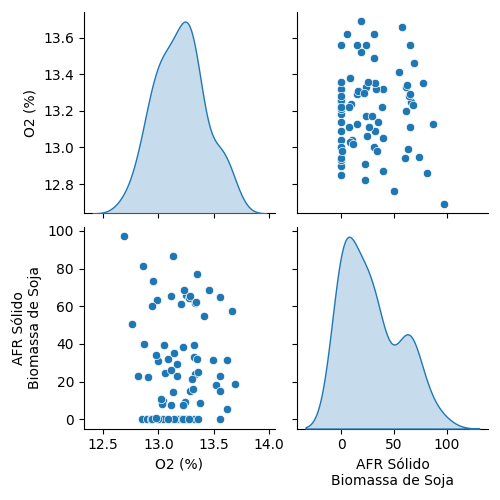 13.6
13.4
13.2
13.0
12.8
O2 (%)
100
80
60
40
20
0
AFR Sólido
Biomassa de Soja
12.5 13.0 13.5 14.0
O2 (%)
0 50 100
AFR Sólido
Biomassa de Soja